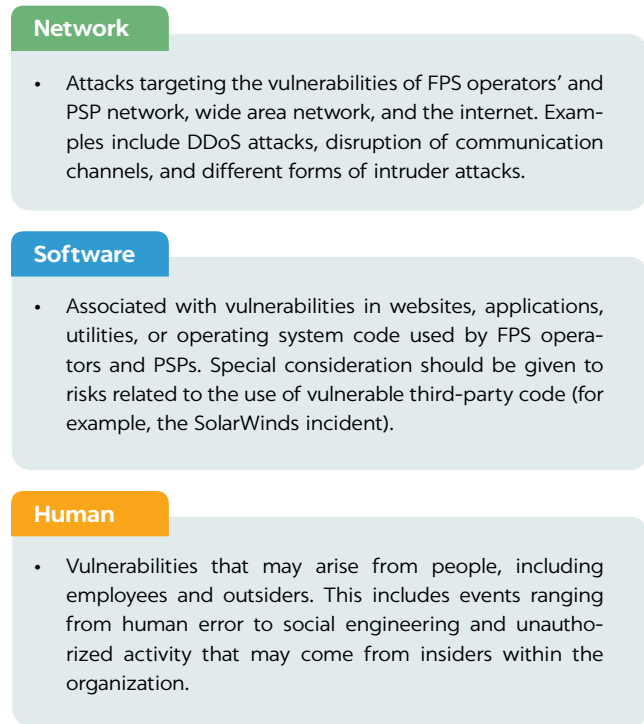 Network
• Attacks targeting the vulnerabilities of FPS operators’ and
PSP network, wide area network, and the internet. Exam-
ples include DDoS attacks, disruption of communication
channels, and different forms of intruder attacks.
Software
• Associated with vulnerabilities in websites, applications,
utilities, or operating system code used by FPS opera-
tors and PSPs. Special consideration should be given to
risks related to the use of vulnerable third-party code (for
example, the SolarWinds incident).
Human
• Vulnerabilities that may arise from people, including
employees and outsiders. This includes events ranging
from human error to social engineering and unautho-
rized activity that may come from insiders within the
organization.